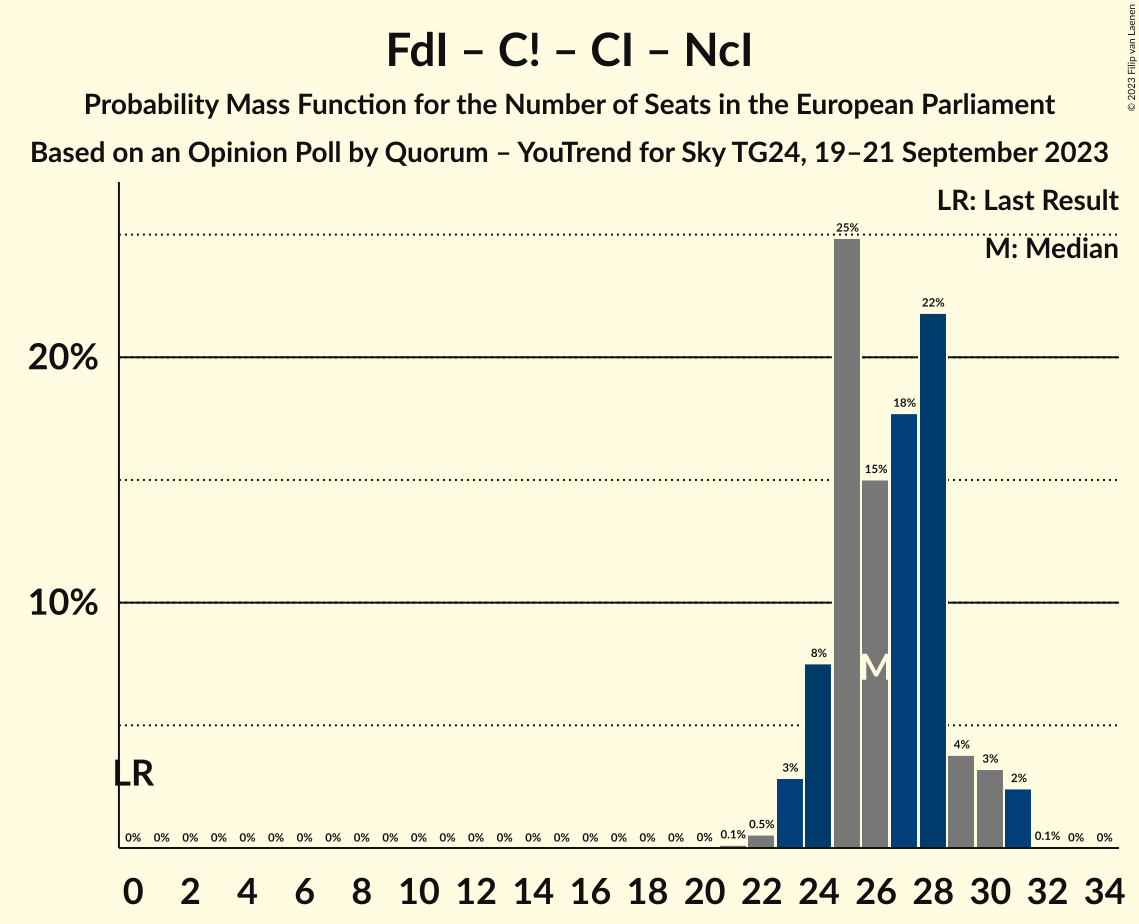 FdI – C! – CI – NcI
Probability Mass Function for the Number of Seats in the European Parliament
Based on an Opinion Poll by Quorum – YouTrend for Sky TG24, 19–21 September 2023
© 2023 Filip van Laenen
LR: Last Result
M: Median
25%
22%
20%
18%
15%
10%
8%
M
4%
3%
3%
2%
LR
0% 0% 0% 0% 0% 0% 0% 0% 0% 0% 0% 0% 0% 0% 0% 0% 0% 0% 0% 0% 0% 0.1% 0.5% 0.1% 0% 0%
0 2 4 6 8 10 12 14 16 18 20 22 24 26 28 30 32 34